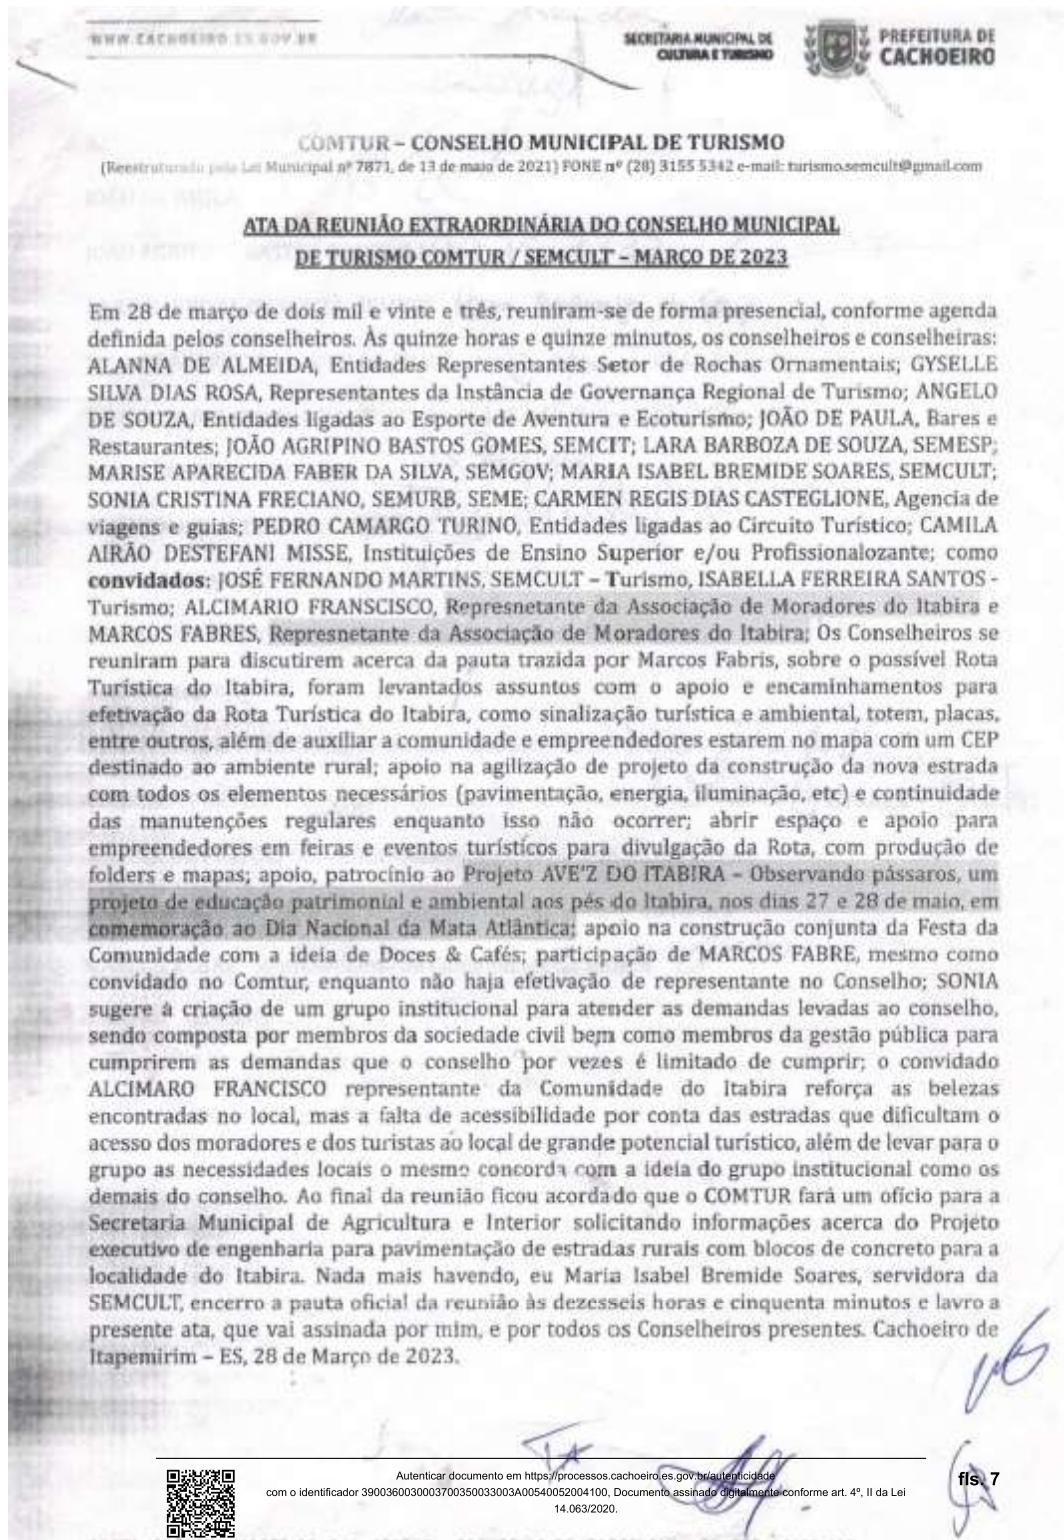 WWW.CACHOEIRO.ES.GOV.BR
SECRETARIA MUNICIPAL DE
CULTURA E TURISMO
PREFEITURA DE
CACHOEIRO
COMTUR – CONSELHO MUNICIPAL DE TURISMO
(Reestruturado pela Lei Municipal nº 7871, de 13 de maio de 2021) FONE nº (28) 3155 5342 e-mail: turismo.semcult@gmail.com
ATA DA REUNIÃO EXTRAORDINÁRIA DO CONSELHO MUNICIPAL
DE TURISMO COMTUR / SEMCULT – MARÇO DE 2023
Em 28 de março de dois mil e vinte e três, reuniram-se de forma presencial, conforme agenda
definida pelos conselheiros. Às quinze horas e quinze minutos, os conselheiros e conselheiras:
ALANNA DE ALMEIDA, Entidades Representantes Setor de Rochas Ornamentais; GYSELLE
SILVA DIAS ROSA, Representantes da Instância de Governança Regional de Turismo; ANGELO
DE SOUZA, Entidades ligadas ao Esporte de Aventura e Ecoturismo; JOÃO DE PAULA, Bares e
Restaurantes; JOÃO AGRIPINO BASTOS GOMES, SEMCIT; LARA BARBOZA DE SOUZA, SEMESP;
MARISE APARECIDA FABER DA SILVA, SEMGOV; MARIA ISABEL BREMIDE SOARES, SEMCULT;
SONIA CRISTINA FRECIANO, SEMURB, SEME; CARMEN REGIS DIAS CASTEGLIONE, Agencia de
viagens e guias; PEDRO CAMARGO TURINO, Entidades ligadas ao Circuito Turístico; CAMILA
AIRÃO DESTEFANI MISSE, Instituições de Ensino Superior e/ou Profissionalozante; como
convidados: JOSÉ FERNANDO MARTINS, SEMCULT – Turismo, ISABELLA FERREIRA SANTOS -
Turismo; ALCIMARIO FRANSCISCO, Represnetante da Associação de Moradores do Itabira e
MARCOS FABRES, Represnetante da Associação de Moradores do Itabira; Os Conselheiros se
reuniram para discutirem acerca da pauta trazida por Marcos Fabris, sobre o possível Rota
Turística do Itabira, foram levantados assuntos com o apoio e encaminhamentos para
efetivação da Rota Turística do Itabira, como sinalização turística e ambiental, totem, placas,
entre outros, além de auxiliar a comunidade e empreendedores estarem no mapa com um CEP
destinado ao ambiente rural; apoio na agilização de projeto da construção da nova estrada
com todos os elementos necessários (pavimentação, energia, iluminação, etc) e continuidade
das manutenções regulares enquanto isso não ocorrer; abrir espaço e apoio para
empreendedores em feiras e eventos turísticos para divulgação da Rota, com produção de
folders e mapas; apoio, patrocínio ao Projeto AVE'Z DO ITABIRA – Observando pássaros, um
projeto de educação patrimonial e ambiental aos pés do Itabira, nos dias 27 e 28 de maio, em
comemoração ao Dia Nacional da Mata Atlântica; apoio na construção conjunta da Festa da
Comunidade com a ideia de Doces & Cafés; participação de MARCOS FABRE, mesmo como
convidado no Comtur, enquanto não haja efetivação de representante no Conselho; SONIA
sugere à criação de um grupo institucional para atender as demandas levadas ao conselho,
sendo composta por membros da sociedade civil bem como membros da gestão pública para
cumprirem as demandas que o conselho por vezes é limitado de cumprir; o convidado
ALCIMARO FRANCISCO representante da Comunidade do Itabira reforça as belezas
encontradas no local, mas a falta de acessibilidade por conta das estradas que dificultam o
acesso dos moradores e dos turistas ao local de grande potencial turístico, além de levar para o
grupo as necessidades locais o mesmo concorda com a ideia do grupo institucional como os
demais do conselho. Ao final da reunião ficou acordado que o COMTUR fará um ofício para a
Secretaria Municipal de Agricultura e Interior solicitando informações acerca do Projeto
executivo de engenharia para pavimentação de estradas rurais com blocos de concreto para a
localidade do Itabira. Nada mais havendo, eu Maria Isabel Bremide Soares, servidora da
SEMCULT, encerro a pauta oficial da reunião às dezesseis horas e cinquenta minutos e lavro a
presente ata, que vai assinada por mim, e por todos os Conselheiros presentes. Cachoeiro de
Itapemirim – ES, 28 de Março de 2023.
Autenticar documento em https://processos.cachoeiro.es.gov.br/autenticidade
com o identificador 390036003000370035003300​3A00540052004100, Documento assinado digitalmente conforme art. 4º, II da Lei
14.063/2020.
fls. 7